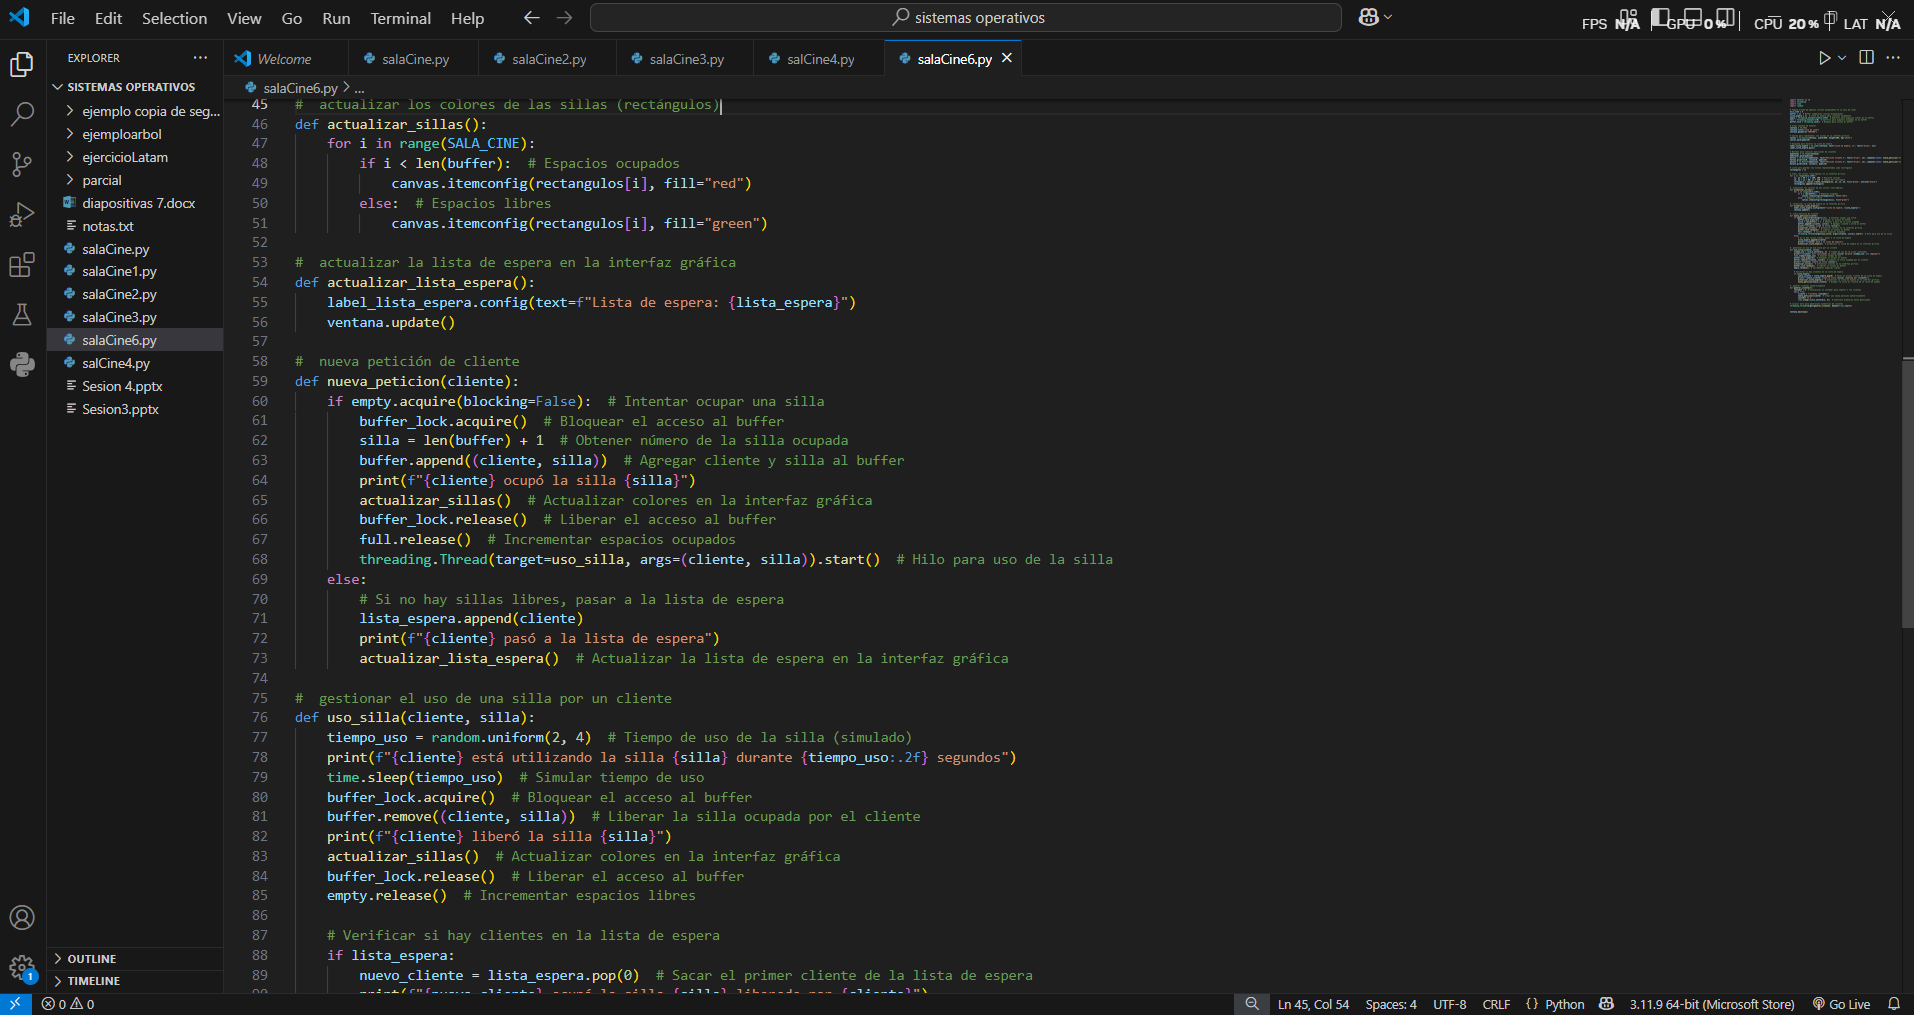 File Edit Selection View Go Run Terminal Help
sistemas operativos
FPS N/A GPU 0% CPU 20% LAT N/A
EXPLORER
Welcome salaCine.py salaCine2.py salaCine3.py salCine4.py salaCine6.py
SISTEMAS OPERATIVOS
ejemplo copia de seg...
ejemploarbol
ejercicioLatam
parcial
diapositivas 7.docx
notas.txt
salaCine.py
salaCine1.py
salaCine2.py
salaCine3.py
salaCine6.py
salCine4.py
Sesion 4.pptx
Sesion3.pptx
OUTLINE
TIMELINE
salaCine6.py > ...
45 # actualizar los colores de las sillas (rectángulos)
46 def actualizar_sillas():
47 for i in range(SALA_CINE):
48 if i < len(buffer): # Espacios ocupados
49 canvas.itemconfig(rectangulos[i], fill="red")
50 else: # Espacios libres
51 canvas.itemconfig(rectangulos[i], fill="green")
52
53 # actualizar la lista de espera en la interfaz gráfica
54 def actualizar_lista_espera():
55 label_lista_espera.config(text=f"Lista de espera: {lista_espera}")
56 ventana.update()
57
58 # nueva petición de cliente
59 def nueva_peticion(cliente):
60 if empty.acquire(blocking=False): # Intentar ocupar una silla
61 buffer_lock.acquire() # Bloquear el acceso al buffer
62 silla = len(buffer) + 1 # Obtener número de la silla ocupada
63 buffer.append((cliente, silla)) # Agregar cliente y silla al buffer
64 print(f"{cliente} ocupó la silla {silla}")
65 actualizar_sillas() # Actualizar colores en la interfaz gráfica
66 buffer_lock.release() # Liberar el acceso al buffer
67 full.release() # Incrementar espacios ocupados
68 threading.Thread(target=uso_silla, args=(cliente, silla)).start() # Hilo para uso de la silla
69 else:
70 # Si no hay sillas libres, pasar a la lista de espera
71 lista_espera.append(cliente)
72 print(f"{cliente} pasó a la lista de espera")
73 actualizar_lista_espera() # Actualizar la lista de espera en la interfaz gráfica
74
75 # gestionar el uso de una silla por un cliente
76 def uso_silla(cliente, silla):
77 tiempo_uso = random.uniform(2, 4) # Tiempo de uso de la silla (simulado)
78 print(f"{cliente} está utilizando la silla {silla} durante {tiempo_uso:.2f} segundos")
79 time.sleep(tiempo_uso) # Simular tiempo de uso
80 buffer_lock.acquire() # Bloquear el acceso al buffer
81 buffer.remove((cliente, silla)) # Liberar la silla ocupada por el cliente
82 print(f"{cliente} liberó la silla {silla}")
83 actualizar_sillas() # Actualizar colores en la interfaz gráfica
84 buffer_lock.release() # Liberar el acceso al buffer
85 empty.release() # Incrementar espacios libres
86
87 # Verificar si hay clientes en la lista de espera
88 if lista_espera:
89 nuevo_cliente = lista_espera.pop(0) # Sacar el primer cliente de la lista de espera
90 print(f"{nuevo_cliente} ocupó la silla {silla} liberada por {cliente}")
1
0 0 Ln 45, Col 54 Spaces: 4 UTF-8 CRLF {} Python 3.11.9 64-bit (Microsoft Store) Go Live